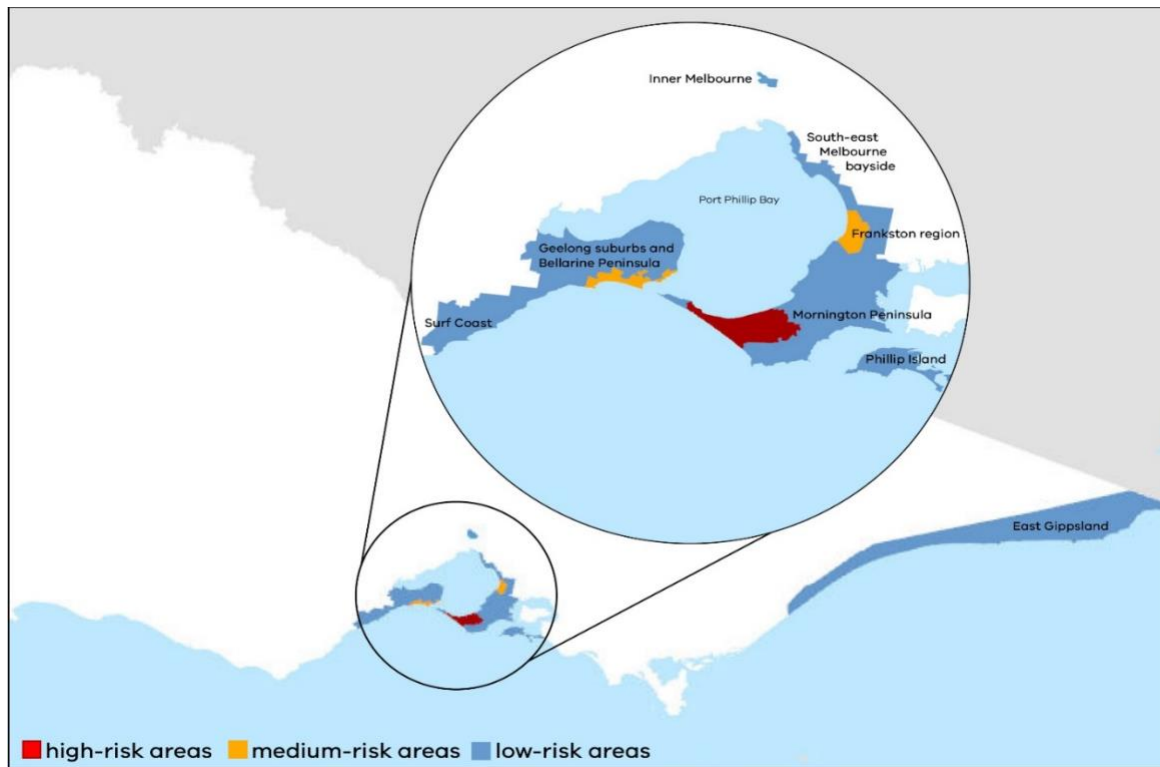 Inner Melbourne
South-east
Melbourne
bayside
Port Phillip Bay
Frankston region
Geelong suburbs and
Bellarine Peninsula
Mornington Peninsula
Surf Coast
Phillip Island
East Gippsland
high-risk areas medium-risk areas low-risk areas